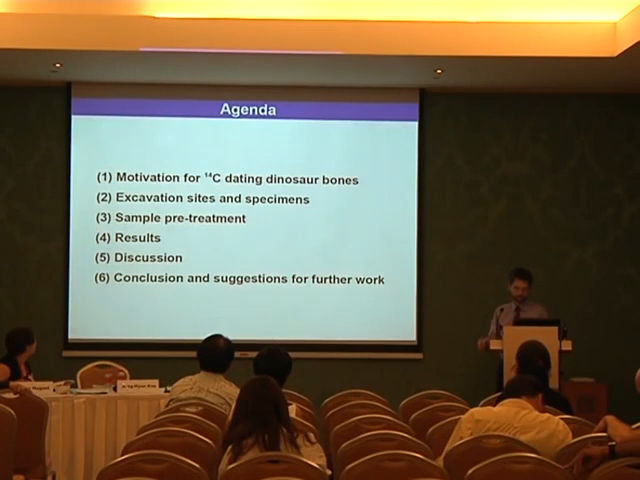 Agenda
(1) Motivation for ¹⁴C dating dinosaur bones
(2) Excavation sites and specimens
(3) Sample pre-treatment
(4) Results
(5) Discussion
(6) Conclusion and suggestions for further work